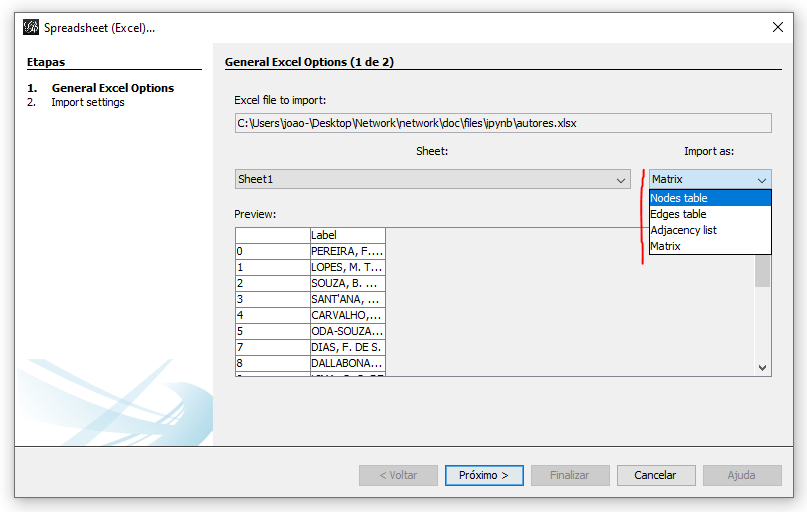 Spreadsheet (Excel)...
Etapas
1. General Excel Options
2. Import settings
General Excel Options (1 de 2)
Excel file to import:
C:\Users\joao-\Desktop\Network\network\doc\files\ipynb\autores.xlsx
Sheet: Import as:
Sheet1 Matrix
Nodes table
Edges table
Adjacency list
Matrix
Preview:
Label
0 PEREIRA, F....
1 LOPES, M. T...
2 SOUZA, B. ...
3 SANT'ANA, ...
4 CARVALHO,...
5 ODA-SOUZA...
7 DIAS, F. DE S.
8 DALLABONA...
< Voltar Próximo > Finalizar Cancelar Ajuda